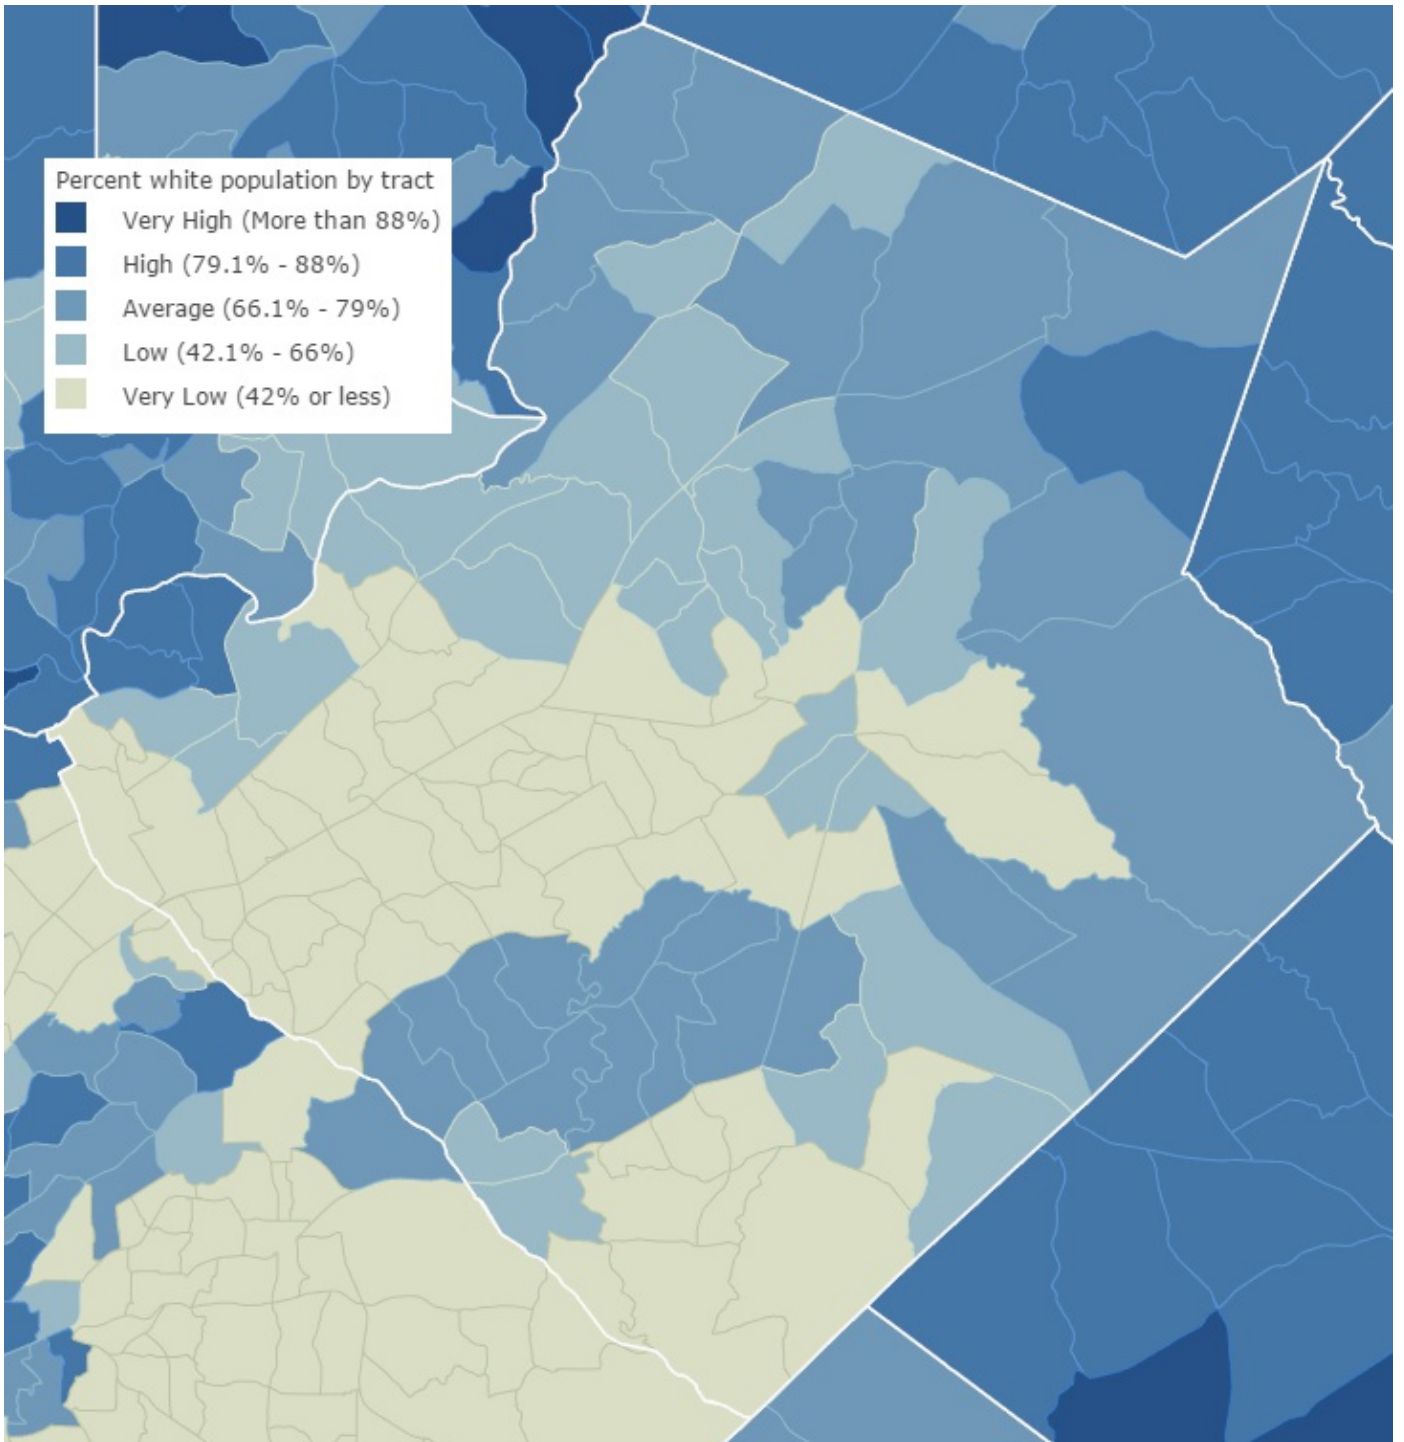 Percent white population by tract
Very High (More than 88%)
High (79.1% - 88%)
Average (66.1% - 79%)
Low (42.1% - 66%)
Very Low (42% or less)